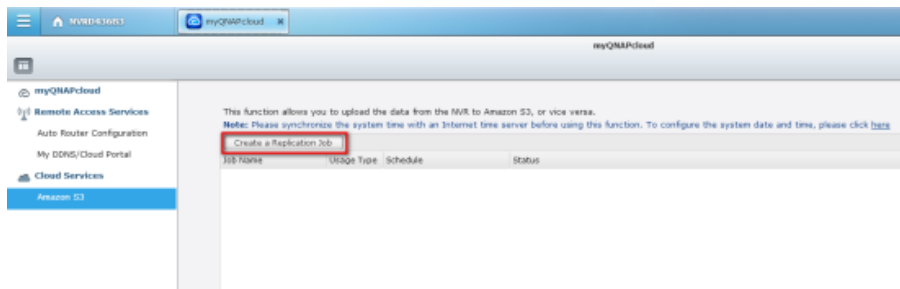 myQNAPcloud
myQNAPcloud
myQNAPcloud
Remote Access Services
Auto Router Configuration
My DDNS/Cloud Portal
Cloud Services
Amazon S3
This function allows you to upload the data from the NVR to Amazon S3, or vice versa.
Note: Please synchronize the system time with an Internet time server before using this function. To configure the system date and time, please click here
Create a Replication Job
Job Name Usage Type Schedule Status